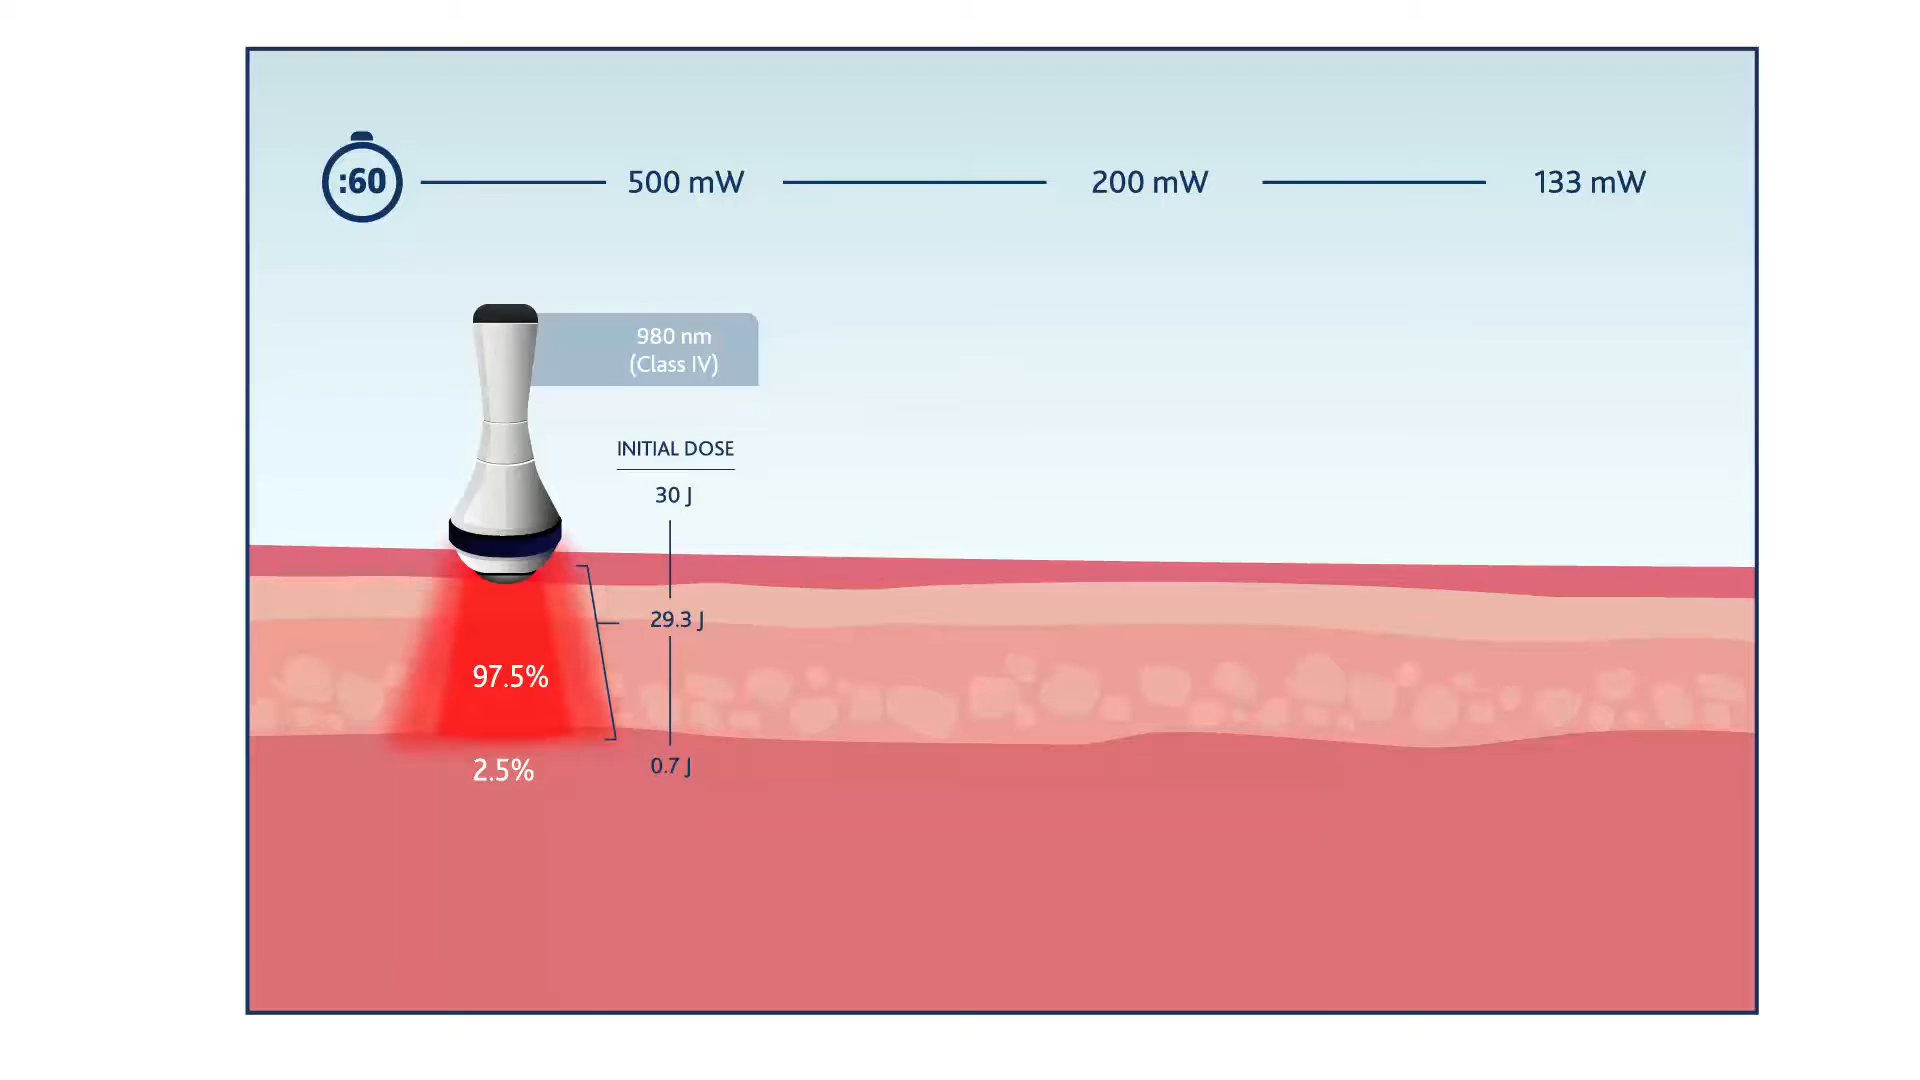 :60
500 mW
200 mW
133 mW
980 nm
(Class IV)
INITIAL DOSE
30 J
29.3 J
97.5%
2.5%
0.7 J